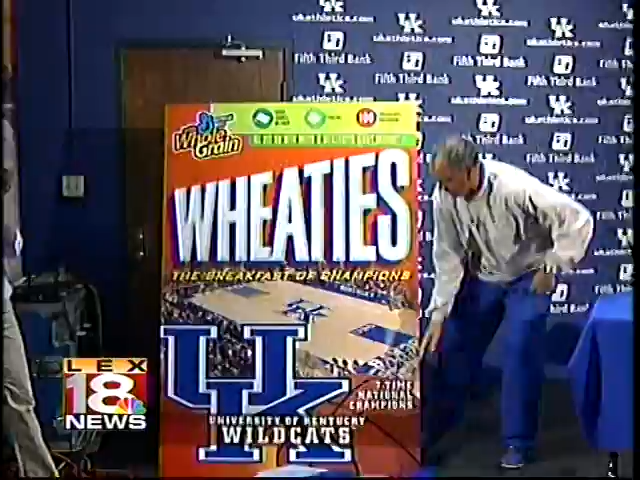 UK
ukathletics.com
Fifth Third Bank
Whole
Grain
WHEATIES
THE BREAKFAST OF CHAMPIONS
UK
7-TIME
NATIONAL
CHAMPIONS
UNIVERSITY OF KENTUCKY
WILDCATS
LEX
18
NEWS